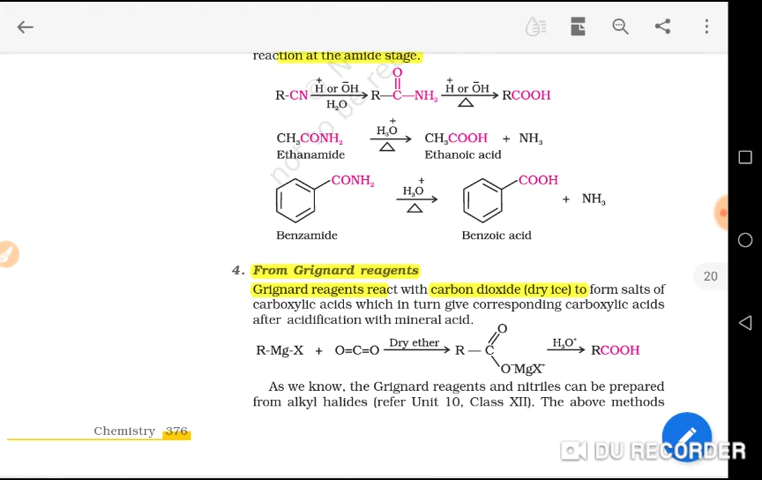 reaction at the amide stage.
R-CN H⁺ or ŌH H₂O R—C—NH₂ O H⁺ or ŌH Δ RCOOH
CH₃CONH₂ H₃O⁺ Δ CH₃COOH + NH₃
Ethanamide Ethanoic acid
CONH₂ H₃O⁺ Δ COOH + NH₃
Benzamide Benzoic acid
4. From Grignard reagents
Grignard reagents react with carbon dioxide (dry ice) to form salts of
carboxylic acids which in turn give corresponding carboxylic acids
after acidification with mineral acid.
R-Mg-X + O=C=O Dry ether R — C O O⁻MgX⁺ H₃O⁺ RCOOH
As we know, the Grignard reagents and nitriles can be prepared
from alkyl halides (refer Unit 10, Class XII). The above methods
Chemistry 376
20
DU RECORDER